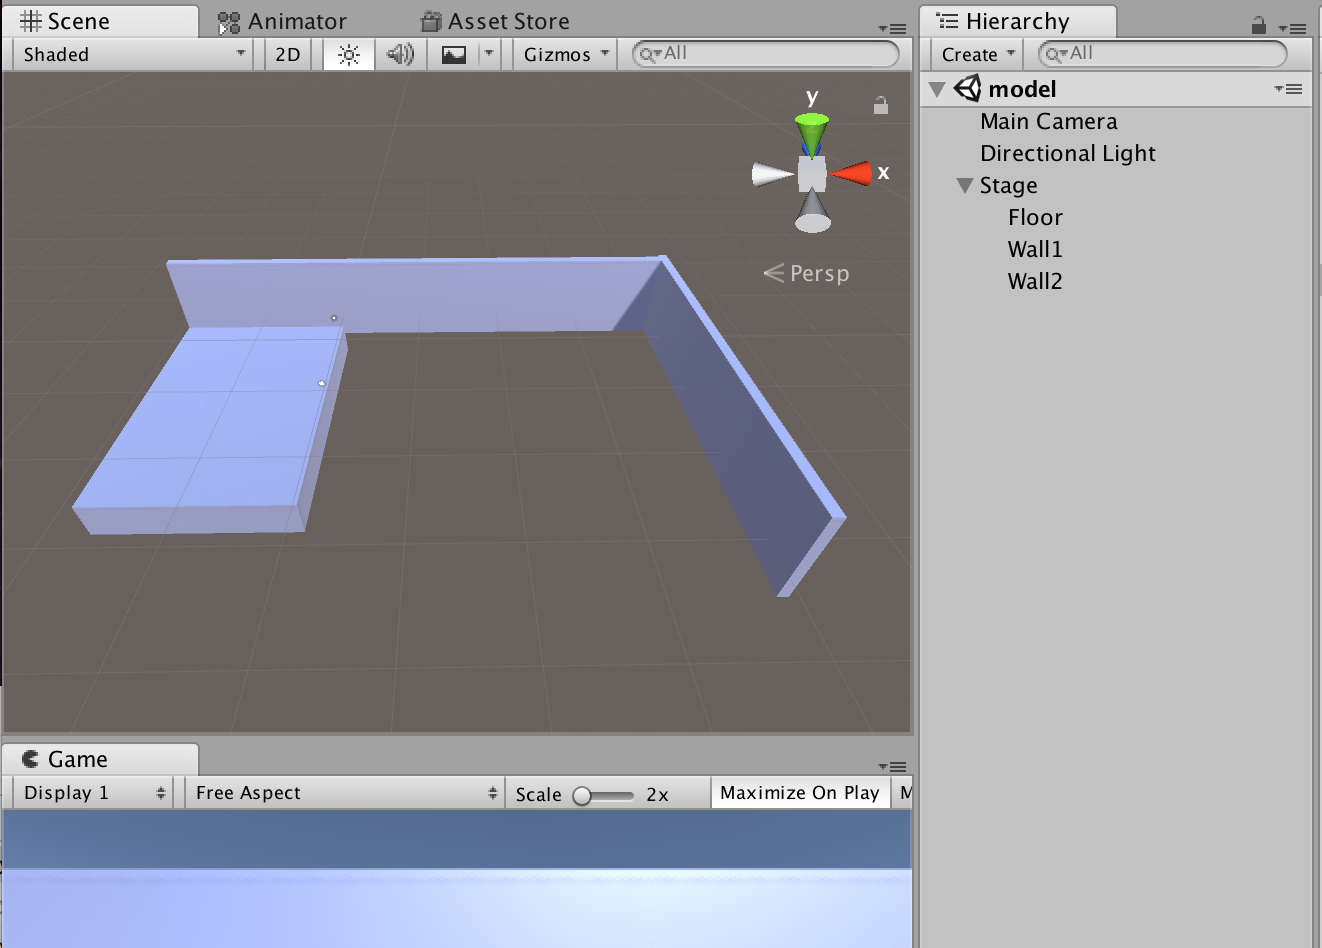 Scene Animator Asset Store
Shaded 2D Gizmos All
y
x
Persp
Game
Display 1 Free Aspect Scale 2x Maximize On Play M
Hierarchy
Create All
model
Main Camera
Directional Light
Stage
Floor
Wall1
Wall2